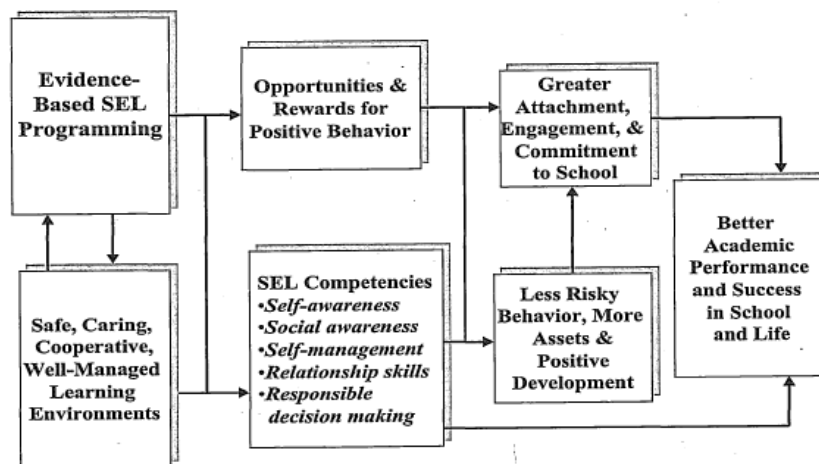 Evidence-
Based SEL
Programming
Opportunities &
Rewards for
Positive Behavior
Greater
Attachment,
Engagement, &
Commitment
to School
Better
Academic
Performance
and Success
in School
and Life
Safe, Caring,
Cooperative,
Well-Managed
Learning
Environments
SEL Competencies
•Self-awareness
•Social awareness
•Self-management
•Relationship skills
•Responsible
decision making
Less Risky
Behavior, More
Assets &
Positive
Development